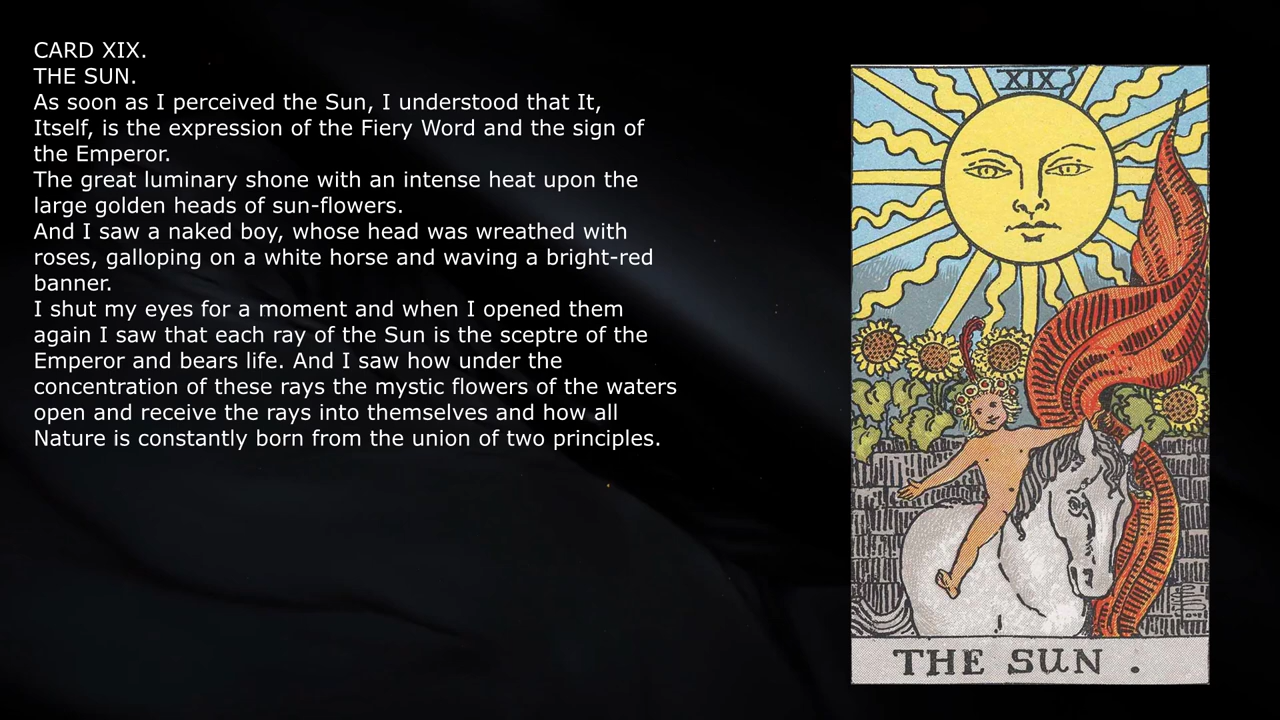 CARD XIX.
THE SUN.
As soon as I perceived the Sun, I understood that It,
Itself, is the expression of the Fiery Word and the sign of
the Emperor.
The great luminary shone with an intense heat upon the
large golden heads of sun-flowers.
And I saw a naked boy, whose head was wreathed with
roses, galloping on a white horse and waving a bright-red
banner.
I shut my eyes for a moment and when I opened them
again I saw that each ray of the Sun is the sceptre of the
Emperor and bears life. And I saw how under the
concentration of these rays the mystic flowers of the waters
open and receive the rays into themselves and how all
Nature is constantly born from the union of two principles.
XIX
THE SUN .